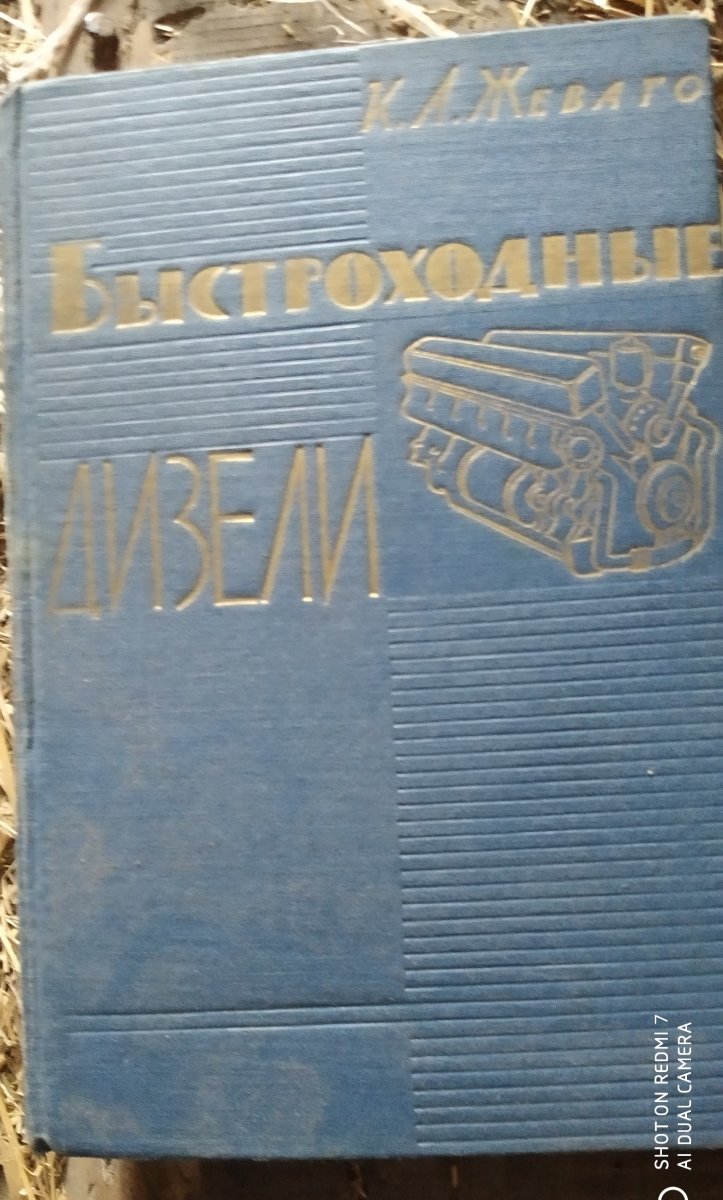 К. А. Жеваго
Быстроходные
ДИЗЕЛИ
SHOT ON REDMI 7
AI DUAL CAMERA